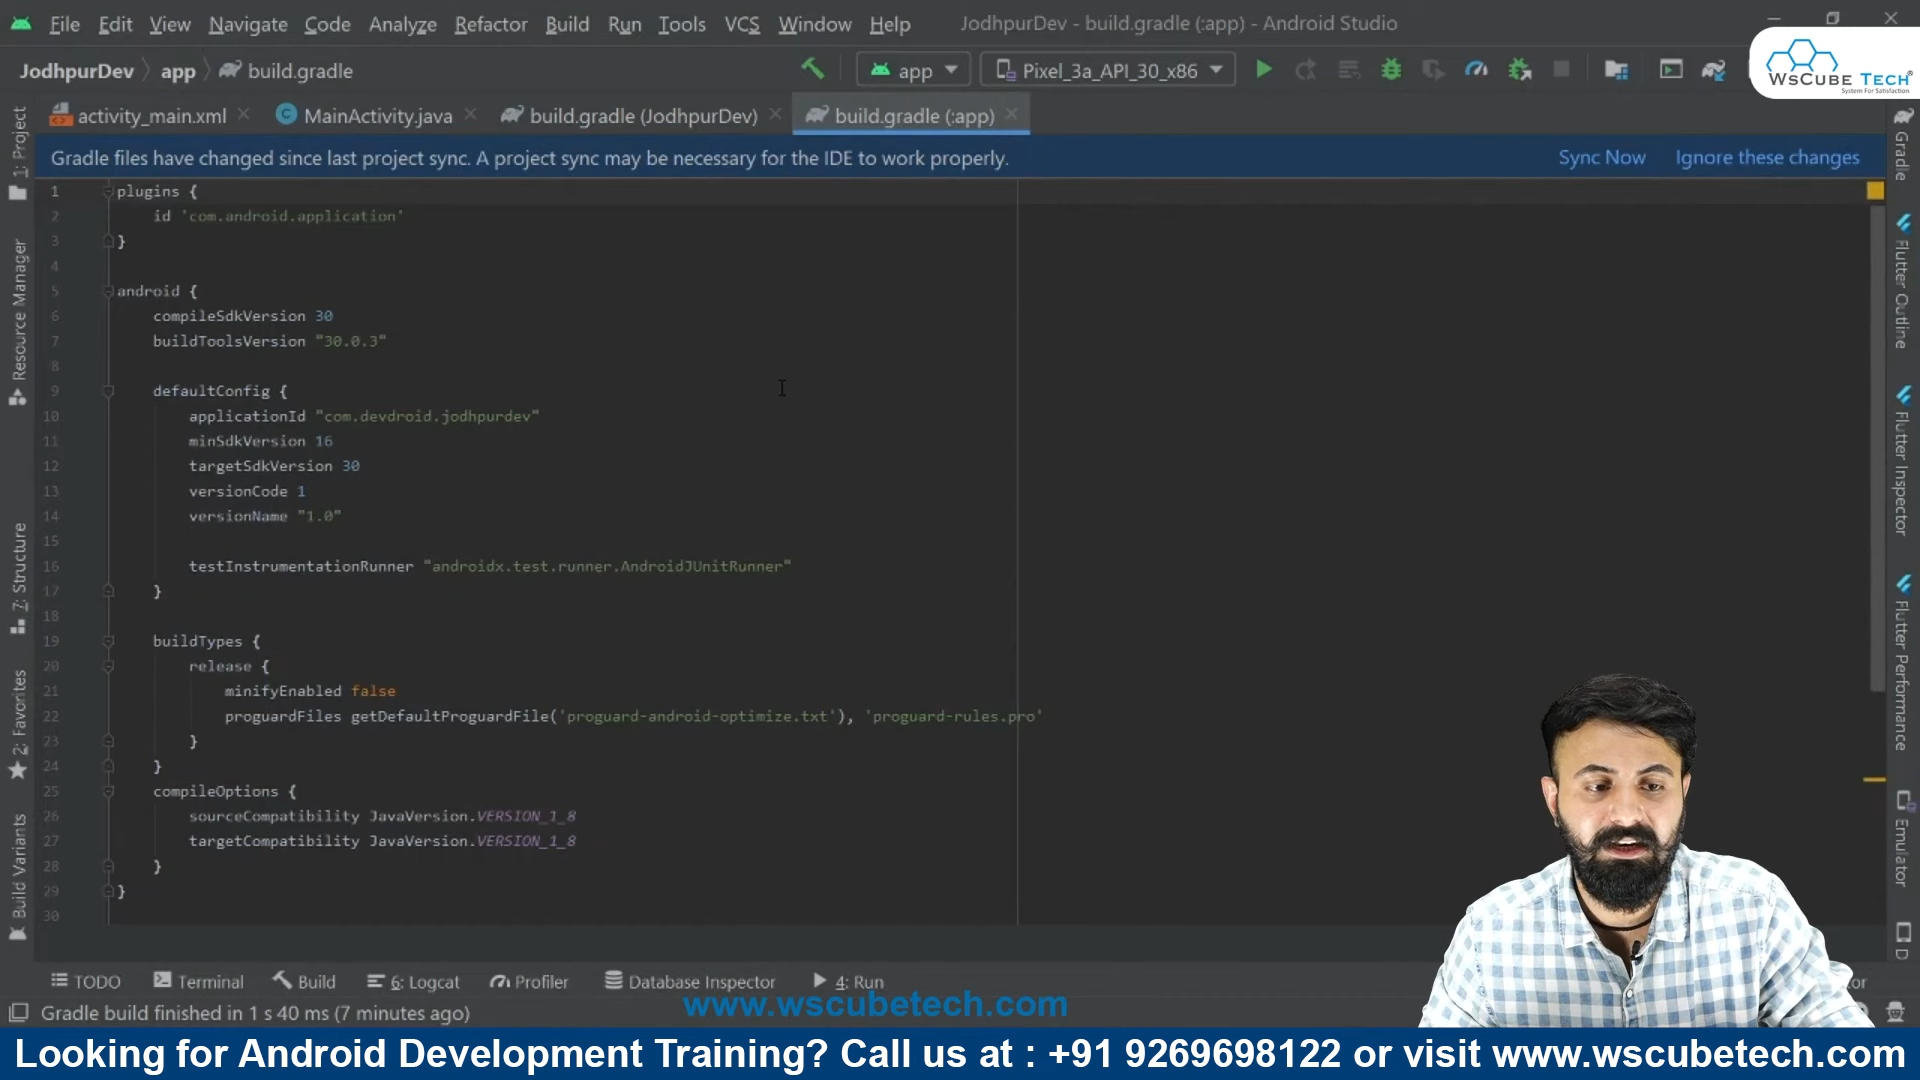 File Edit View Navigate Code Analyze Refactor Build Run Tools VCS Window Help JodhpurDev - build.gradle (:app) - Android Studio
JodhpurDev app build.gradle app Pixel_3a_API_30_x86
WsCube Tech
System For Satisfaction
activity_main.xml MainActivity.java build.gradle (JodhpurDev) build.gradle (:app)
Gradle files have changed since last project sync. A project sync may be necessary for the IDE to work properly. Sync Now Ignore these changes
1: Project
Resource Manager
7: Structure
2: Favorites
Build Variants
1 plugins {
2 id 'com.android.application'
3 }
4
5 android {
6 compileSdkVersion 30
7 buildToolsVersion "30.0.3"
8
9 defaultConfig {
10 applicationId "com.devdroid.jodhpurdev"
11 minSdkVersion 16
12 targetSdkVersion 30
13 versionCode 1
14 versionName "1.0"
15
16 testInstrumentationRunner "androidx.test.runner.AndroidJUnitRunner"
17 }
18
19 buildTypes {
20 release {
21 minifyEnabled false
22 proguardFiles getDefaultProguardFile('proguard-android-optimize.txt'), 'proguard-rules.pro'
23 }
24 }
25 compileOptions {
26 sourceCompatibility JavaVersion.VERSION_1_8
27 targetCompatibility JavaVersion.VERSION_1_8
28 }
29 }
30
Gradle
Flutter Outline
Flutter Inspector
Flutter Performance
Emulator
TODO Terminal Build 6: Logcat Profiler Database Inspector 4: Run
www.wscubetech.com
Gradle build finished in 1 s 40 ms (7 minutes ago)
Looking for Android Development Training? Call us at : +91 9269698122 or visit www.wscubetech.com